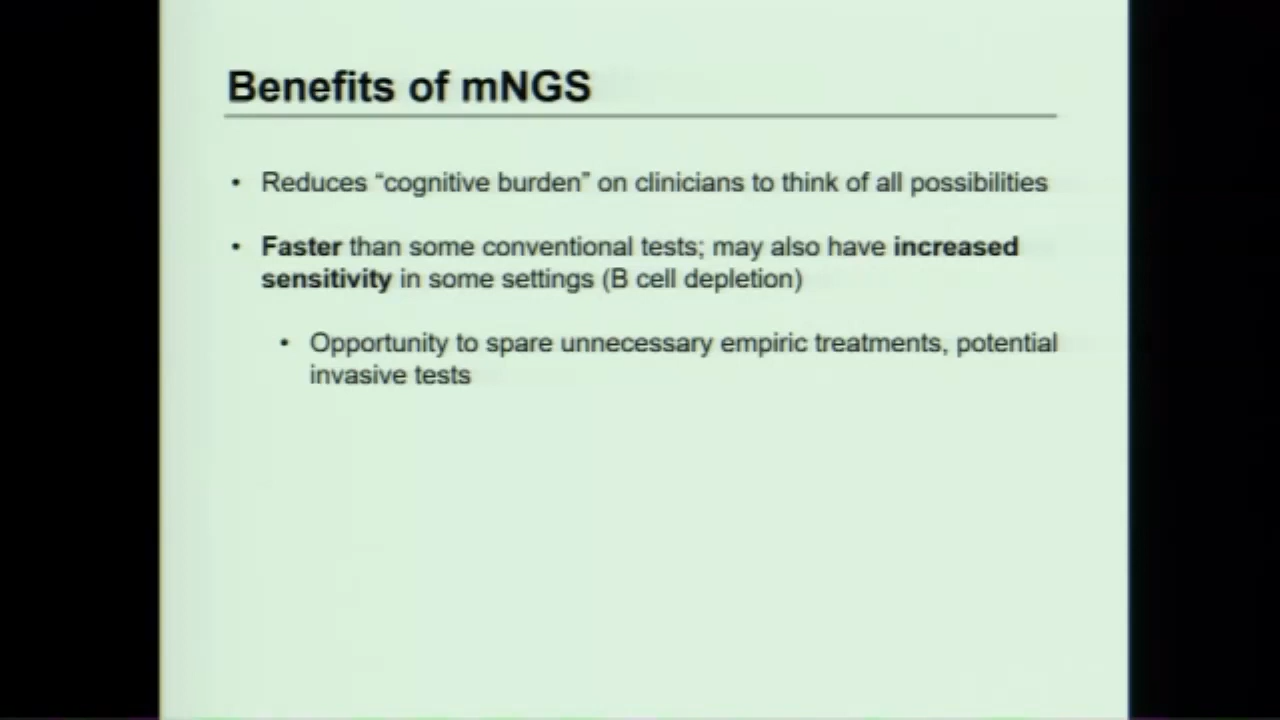 Benefits of mNGS
• Reduces “cognitive burden” on clinicians to think of all possibilities
• Faster than some conventional tests; may also have increased
sensitivity in some settings (B cell depletion)
• Opportunity to spare unnecessary empiric treatments, potential
invasive tests